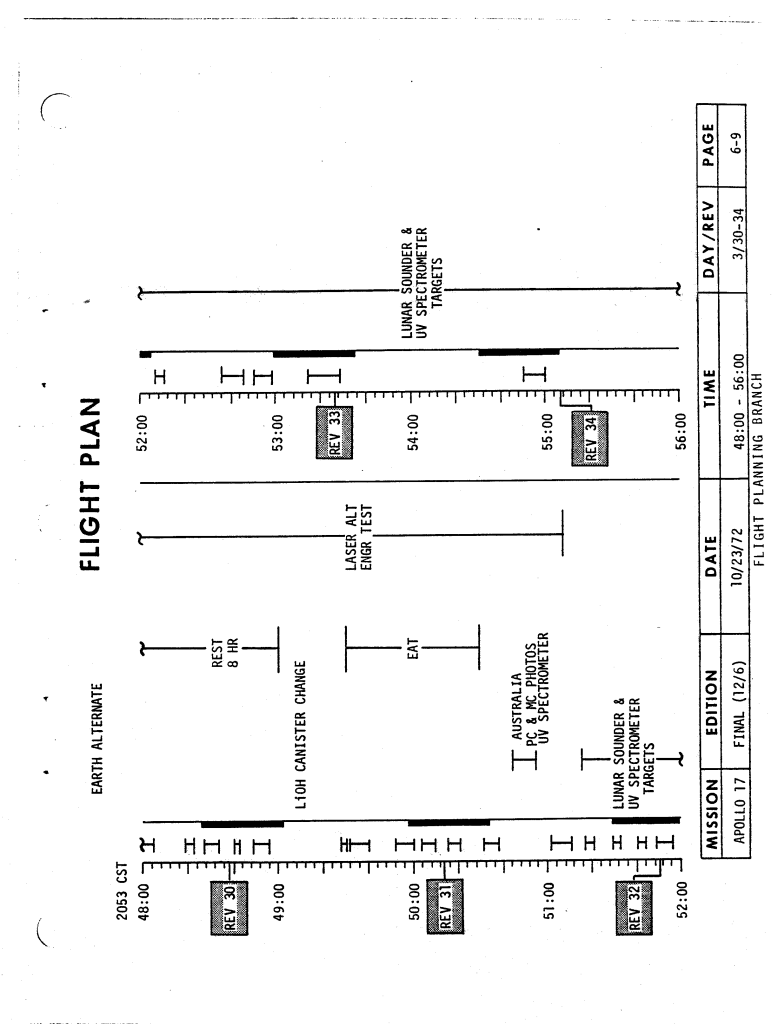 FLIGHT PLAN
EARTH ALTERNATE
2053 CST
48:00
REV 30
49:00
50:00
REV 31
51:00
REV 32
52:00
REST
8 HR
LiOH CANISTER CHANGE
EAT
AUSTRALIA
PC & MC PHOTOS
UV SPECTROMETER
LUNAR SOUNDER &
UV SPECTROMETER
TARGETS
LASER ALT
ENGR TEST
52:00
53:00
REV 33
54:00
55:00
REV 34
56:00
LUNAR SOUNDER &
UV SPECTROMETER
TARGETS
MISSION EDITION DATE TIME DAY/REV PAGE
APOLLO 17 FINAL (12/6) 10/23/72 48:00 - 56:00 3/30-34 6-9
FLIGHT PLANNING BRANCH